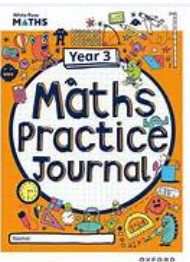 White Rose
MATHS
Year 3
Maths
Practice
Journal
Name:
OXFORD